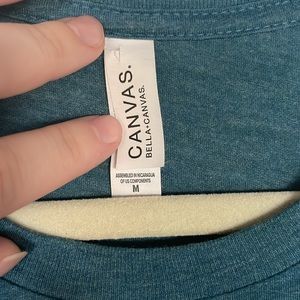 CANVAS.
BELLA+CANVAS.
ASSEMBLED IN NICARAGUA
OF US COMPONENTS
M